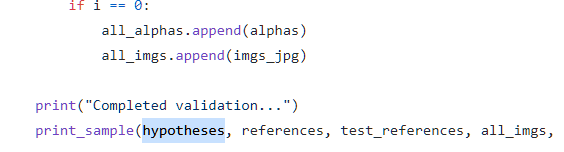 if i == 0:
all_alphas.append(alphas)
all_imgs.append(imgs_jpg)
print("Completed validation...")
print_sample(hypotheses, references, test_references, all_imgs,